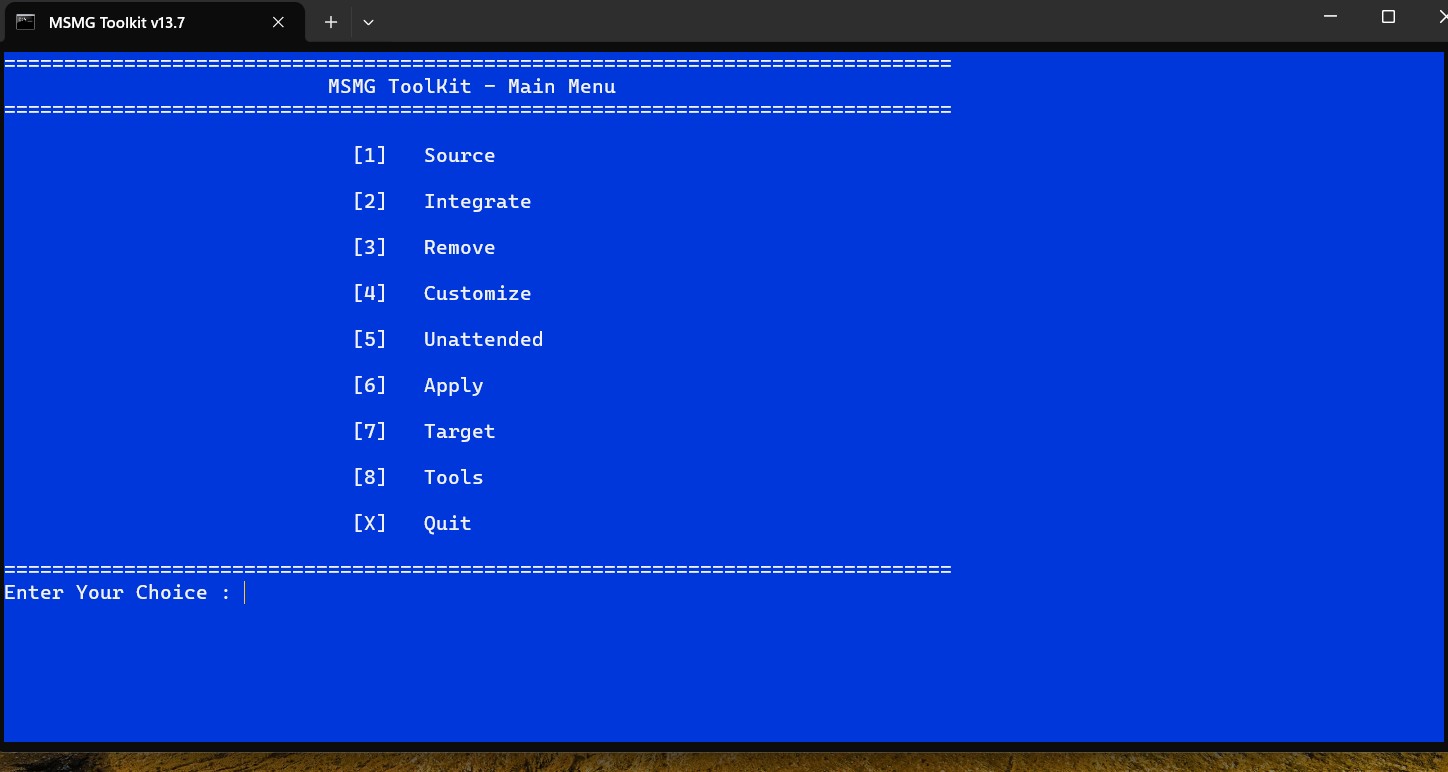 MSMG Toolkit v13.7
===============================================================================
MSMG ToolKit - Main Menu
===============================================================================
[1] Source
[2] Integrate
[3] Remove
[4] Customize
[5] Unattended
[6] Apply
[7] Target
[8] Tools
[X] Quit
===============================================================================
Enter Your Choice :